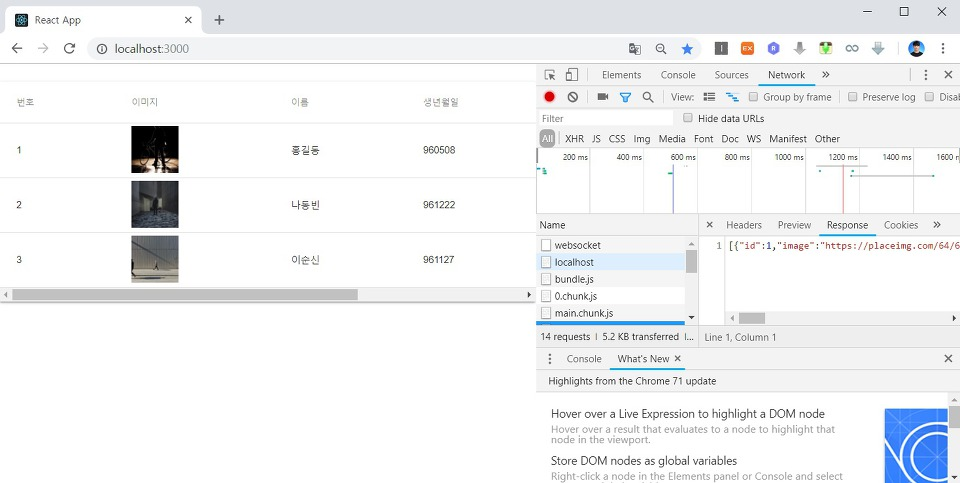 React App
localhost:3000
번호 이미지 이름 생년월일
1 홍길동 960508
2 나동빈 961222
3 이순신 961127
Elements Console Sources Network
View: Group by frame Preserve log Disab
Filter Hide data URLs
All XHR JS CSS Img Media Font Doc WS Manifest Other
200 ms 400 ms 600 ms 800 ms 1000 ms 1200 ms 1400 ms 1600 m
Name
websocket
localhost
bundle.js
0.chunk.js
main.chunk.js
14 requests | 5.2 KB transferred | ...
Headers Preview Response Cookies
1 [{"id":1,"image":"https://placeimg.com/64/6
Line 1, Column 1
Console What's New
Highlights from the Chrome 71 update
Hover over a Live Expression to highlight a DOM node
Hover over a result that evaluates to a node to highlight that
node in the viewport.
Store DOM nodes as global variables
Right-click a node in the Elements panel or Console and select